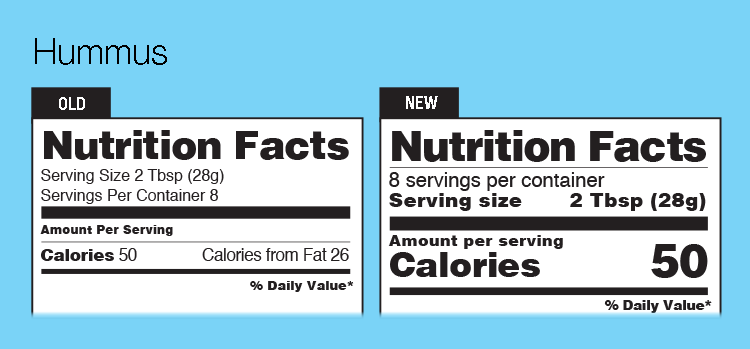 Hummus
OLD
Nutrition Facts
Serving Size 2 Tbsp (28g)
Servings Per Container 8
Amount Per Serving
Calories 50 Calories from Fat 26
% Daily Value*
NEW
Nutrition Facts
8 servings per container
Serving size 2 Tbsp (28g)
Amount per serving
Calories 50
% Daily Value*